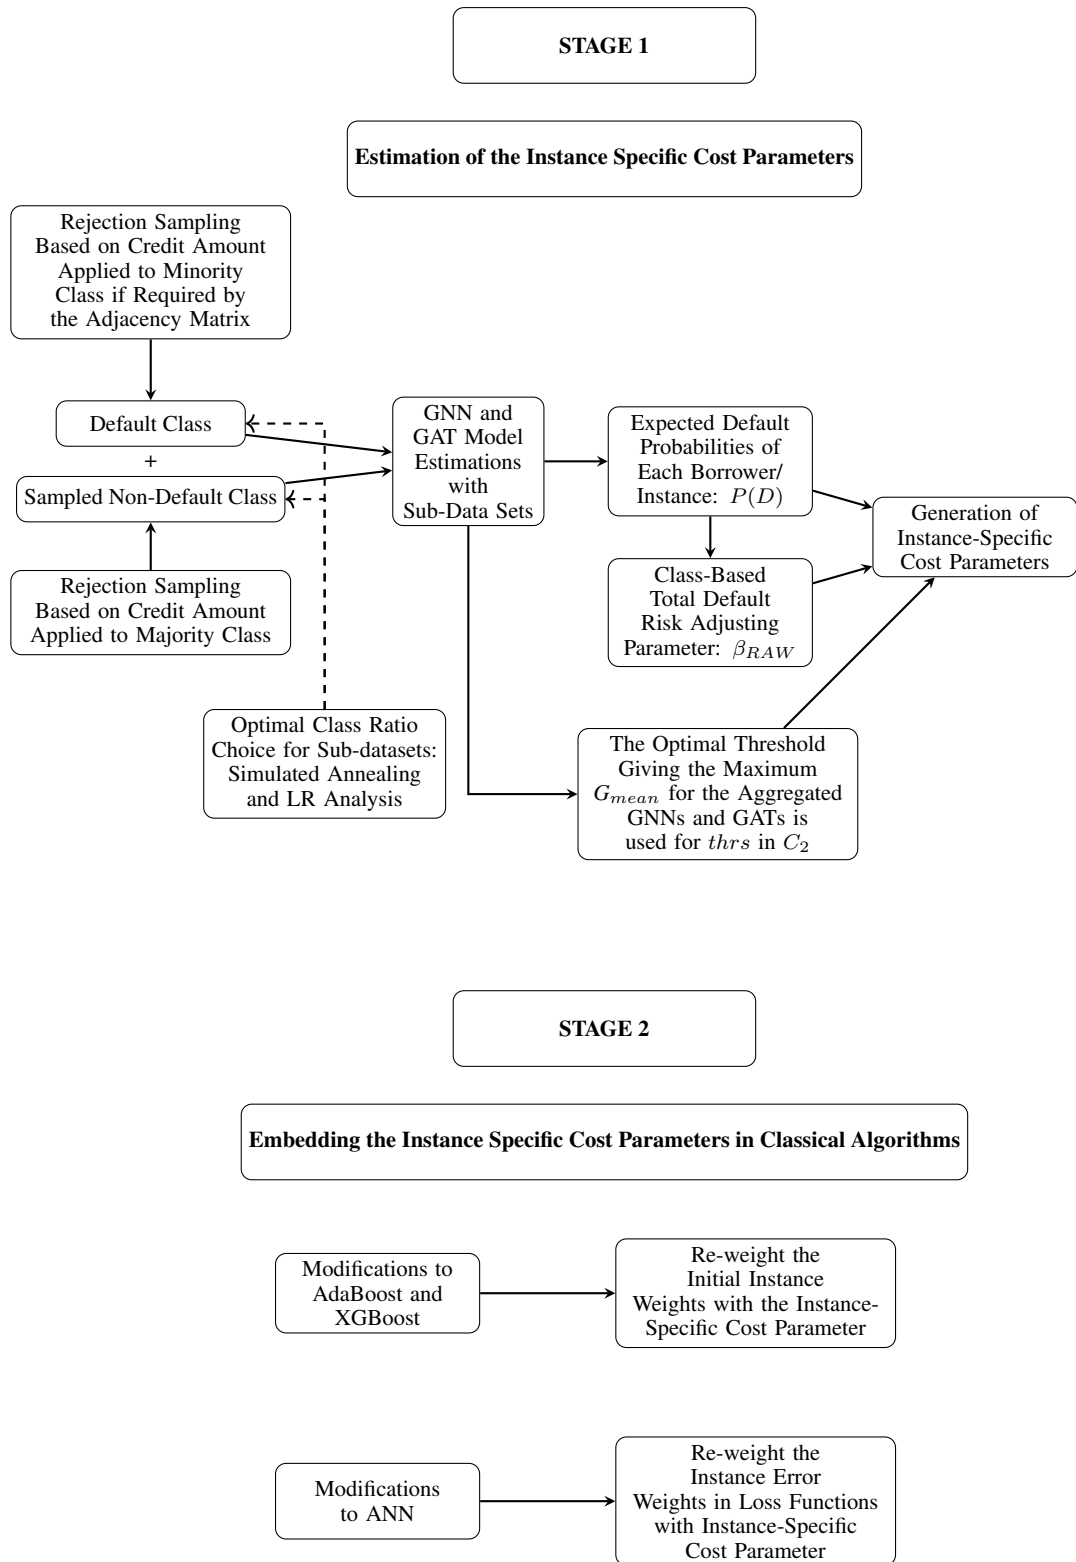 STAGE 1
Estimation of the Instance Specific Cost Parameters
Rejection Sampling
Based on Credit Amount
Applied to Minority
Class if Required by
the Adjacency Matrix
Default Class
+
Sampled Non-Default Class
Rejection Sampling
Based on Credit Amount
Applied to Majority Class
Optimal Class Ratio
Choice for Sub-datasets:
Simulated Annealing
and LR Analysis
GNN and
GAT Model
Estimations
with
Sub-Data Sets
Expected Default
Probabilities of
Each Borrower/
Instance: P(D)
Class-Based
Total Default
Risk Adjusting
Parameter: β_RAW
Generation of
Instance-Specific
Cost Parameters
The Optimal Threshold
Giving the Maximum
G_mean for the Aggregated
GNNs and GATs is
used for thrs in C_2
STAGE 2
Embedding the Instance Specific Cost Parameters in Classical Algorithms
Modifications to
AdaBoost and
XGBoost
Re-weight the
Initial Instance
Weights with the Instance-
Specific Cost Parameter
Modifications
to ANN
Re-weight the
Instance Error
Weights in Loss Functions
with Instance-Specific
Cost Parameter